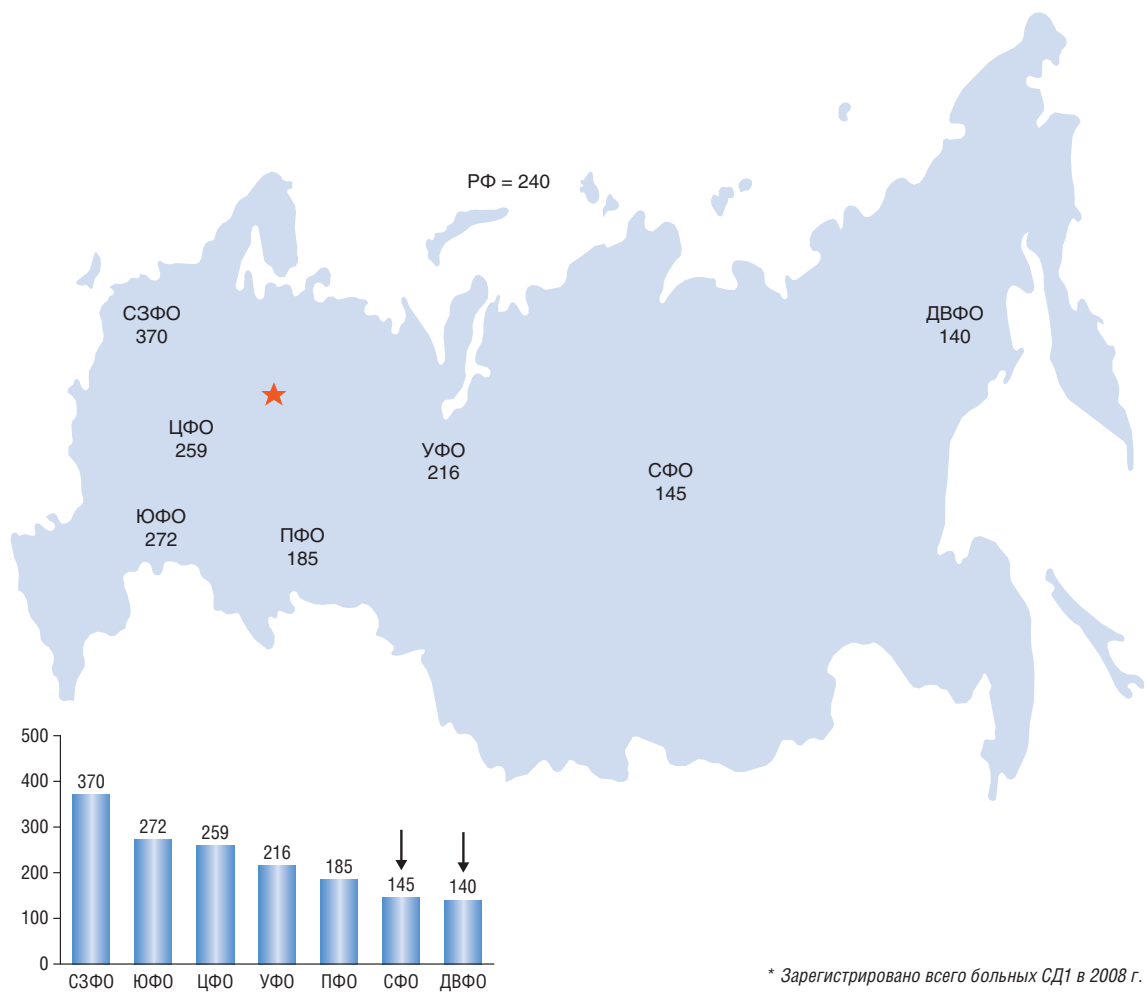 РФ = 240
СЗФО
370
ДВФО
140
ЦФО
259
УФО
216
СФО
145
ЮФО
272
ПФО
185
500
400
300
200
100
0
370
272
259
216
185
145
140
СЗФО ЮФО ЦФО УФО ПФО СФО ДВФО
* Зарегистрировано всего больных СД1 в 2008 г.